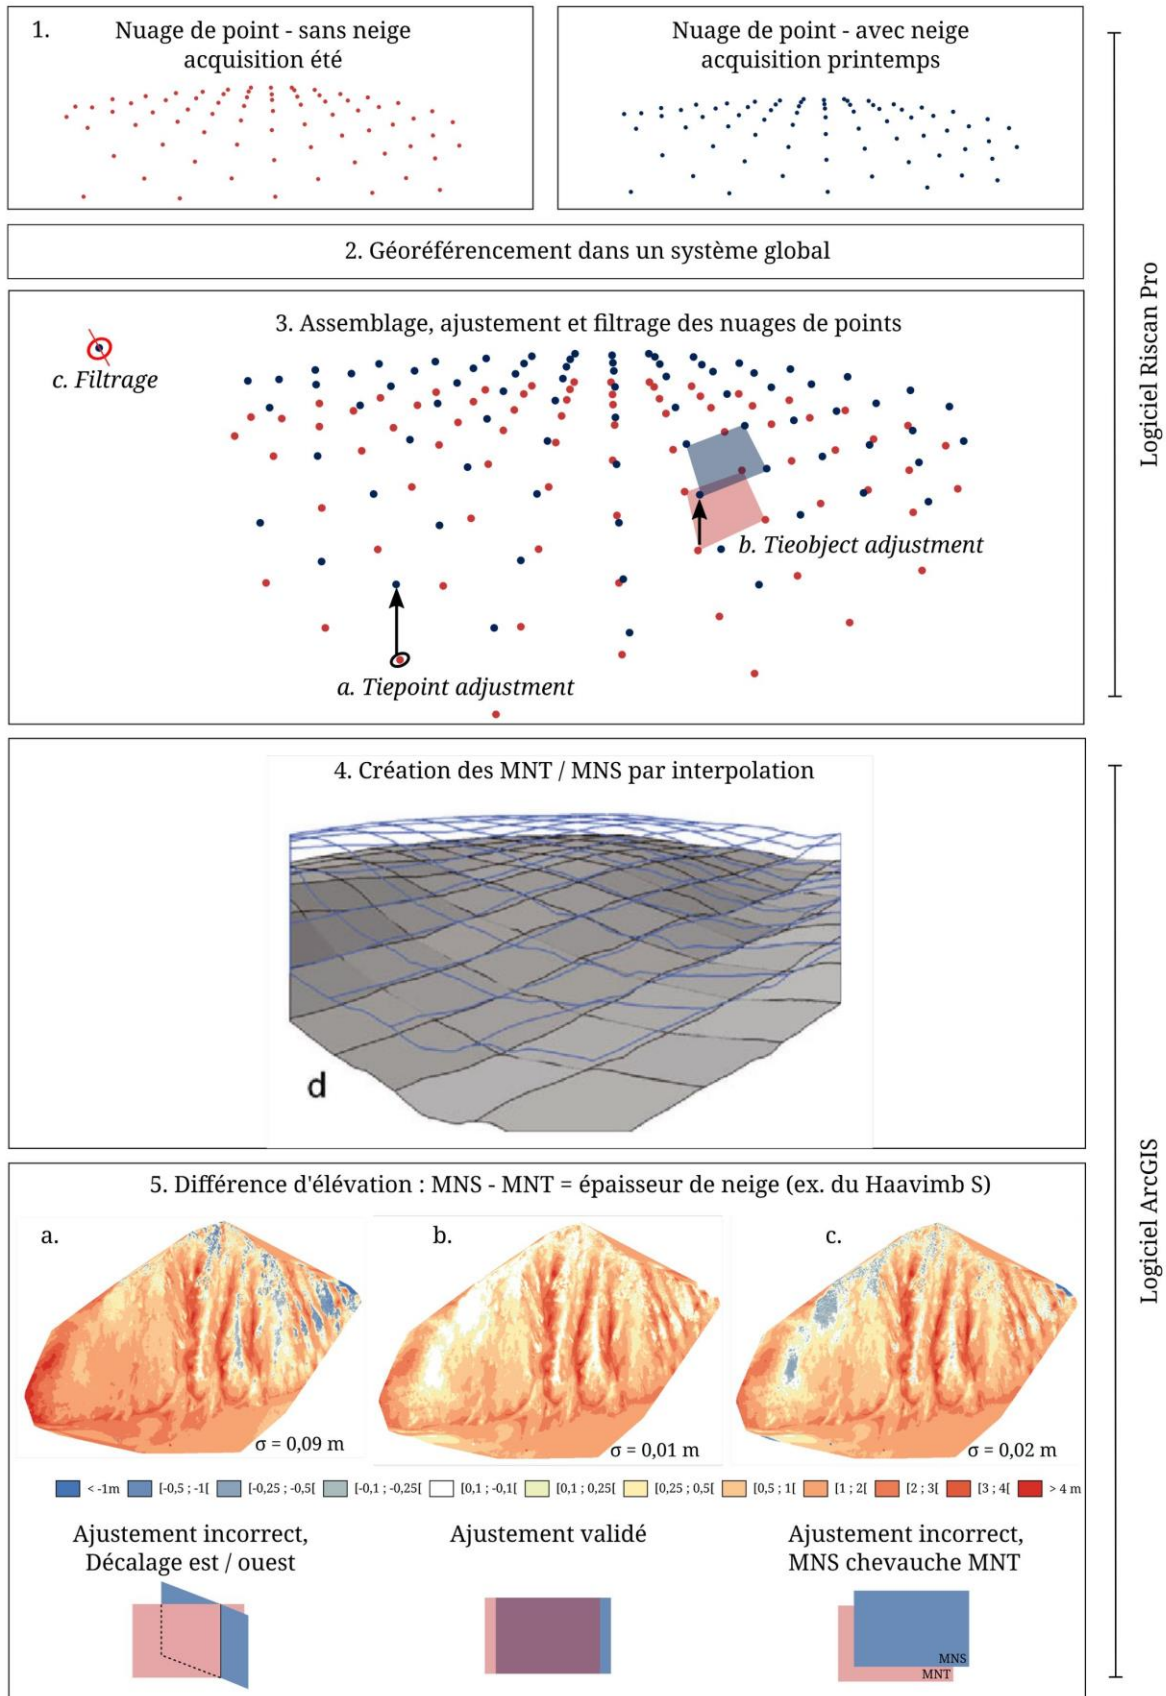 1.
Nuage de point - sans neige
acquisition été
Nuage de point - avec neige
acquisition printemps
2. Géoréférencement dans un système global
3. Assemblage, ajustement et filtrage des nuages de points
c. Filtrage
b. Tieobject adjustment
a. Tiepoint adjustment
Logiciel Riscan Pro
4. Création des MNT / MNS par interpolation
d
5. Différence d'élévation : MNS - MNT = épaisseur de neige (ex. du Haavimb S)
a.
b.
c.
σ = 0,09 m
σ = 0,01 m
σ = 0,02 m
< -1m [-0,5 ; -1[ [-0,25 ; -0,5[ [-0,1 ; -0,25[ [0,1 ; -0,1[ [0,1 ; 0,25[ [0,25 ; 0,5[ [0,5 ; 1[ [1 ; 2[ [2 ; 3[ [3 ; 4[ > 4 m
Ajustement incorrect,
Décalage est / ouest
Ajustement validé
Ajustement incorrect,
MNS chevauche MNT
MNS
MNT
Logiciel ArcGIS